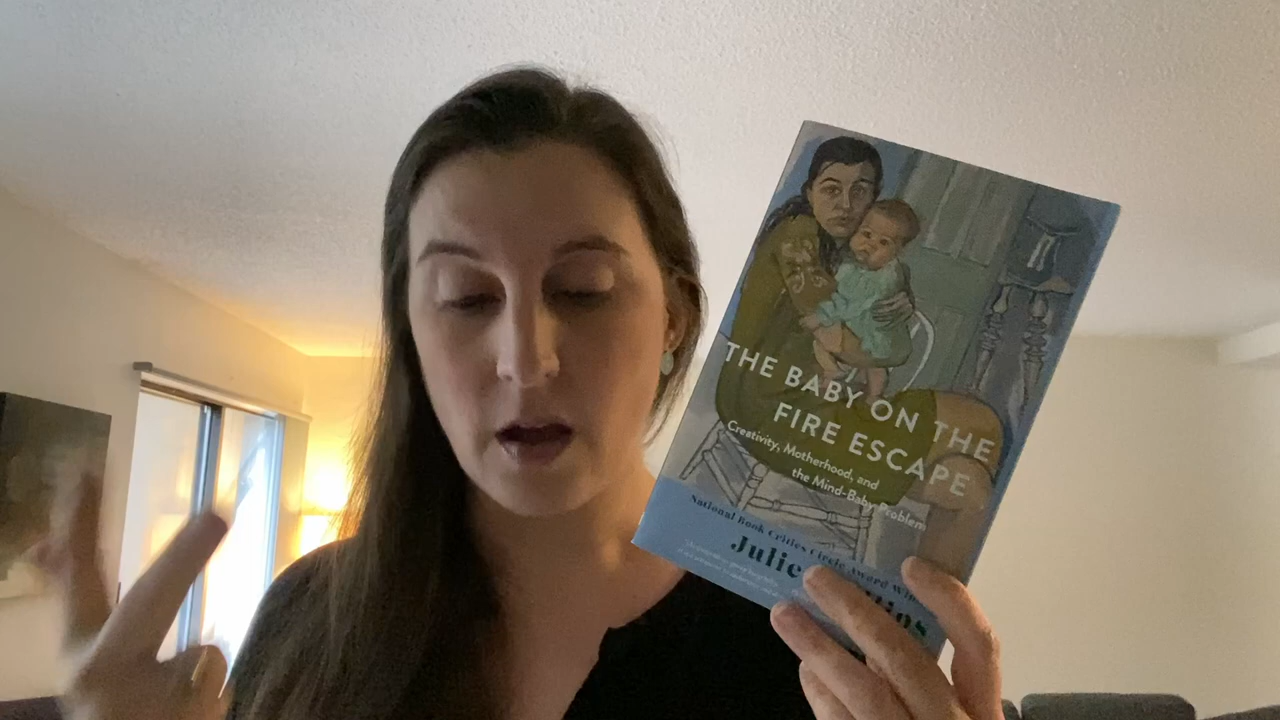 THE BABY ON THE
FIRE ESCAPE
Creativity, Motherhood, and
the Mind-Baby Problem
National Book Critics Circle Award
Julie